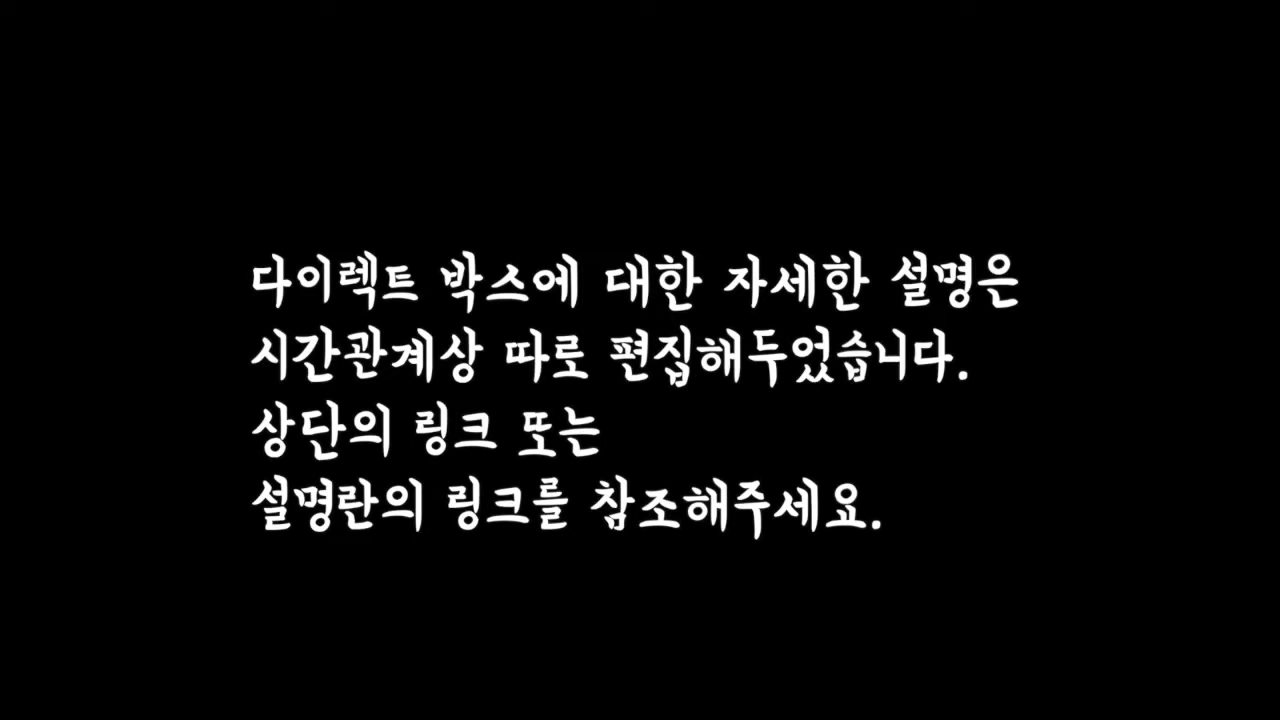 다이렉트 박스에 대한 자세한 설명은
시간관계상 따로 편집해두었습니다.
상단의 링크 또는
설명란의 링크를 참조해주세요.